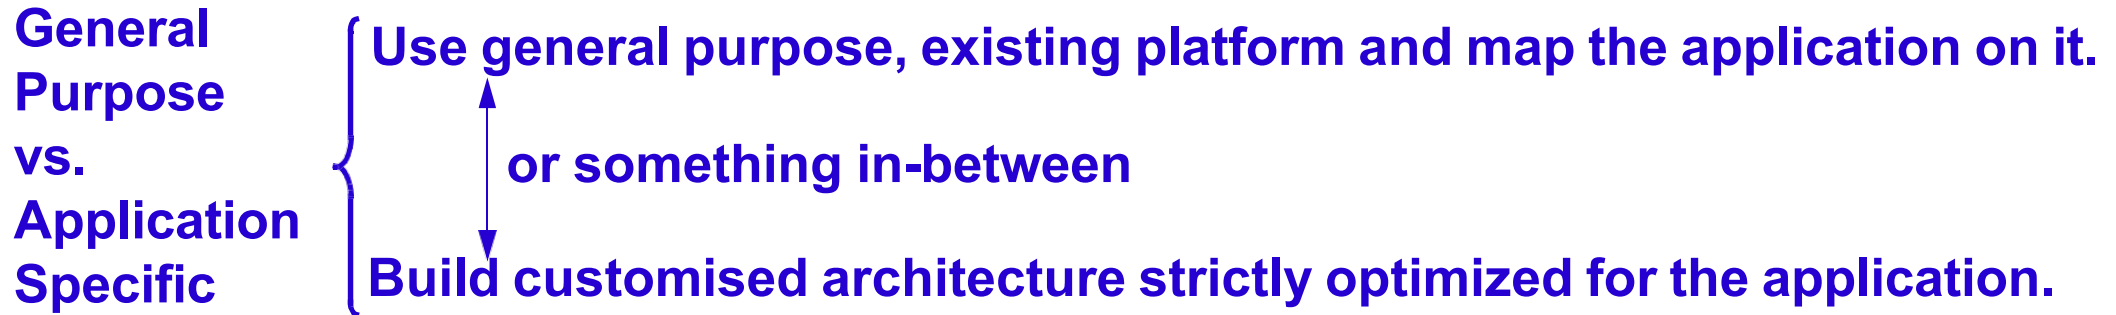 General
Purpose
vs.
Application
Specific
Use general purpose, existing platform and map the application on it.
or something in-between
Build customised architecture strictly optimized for the application.